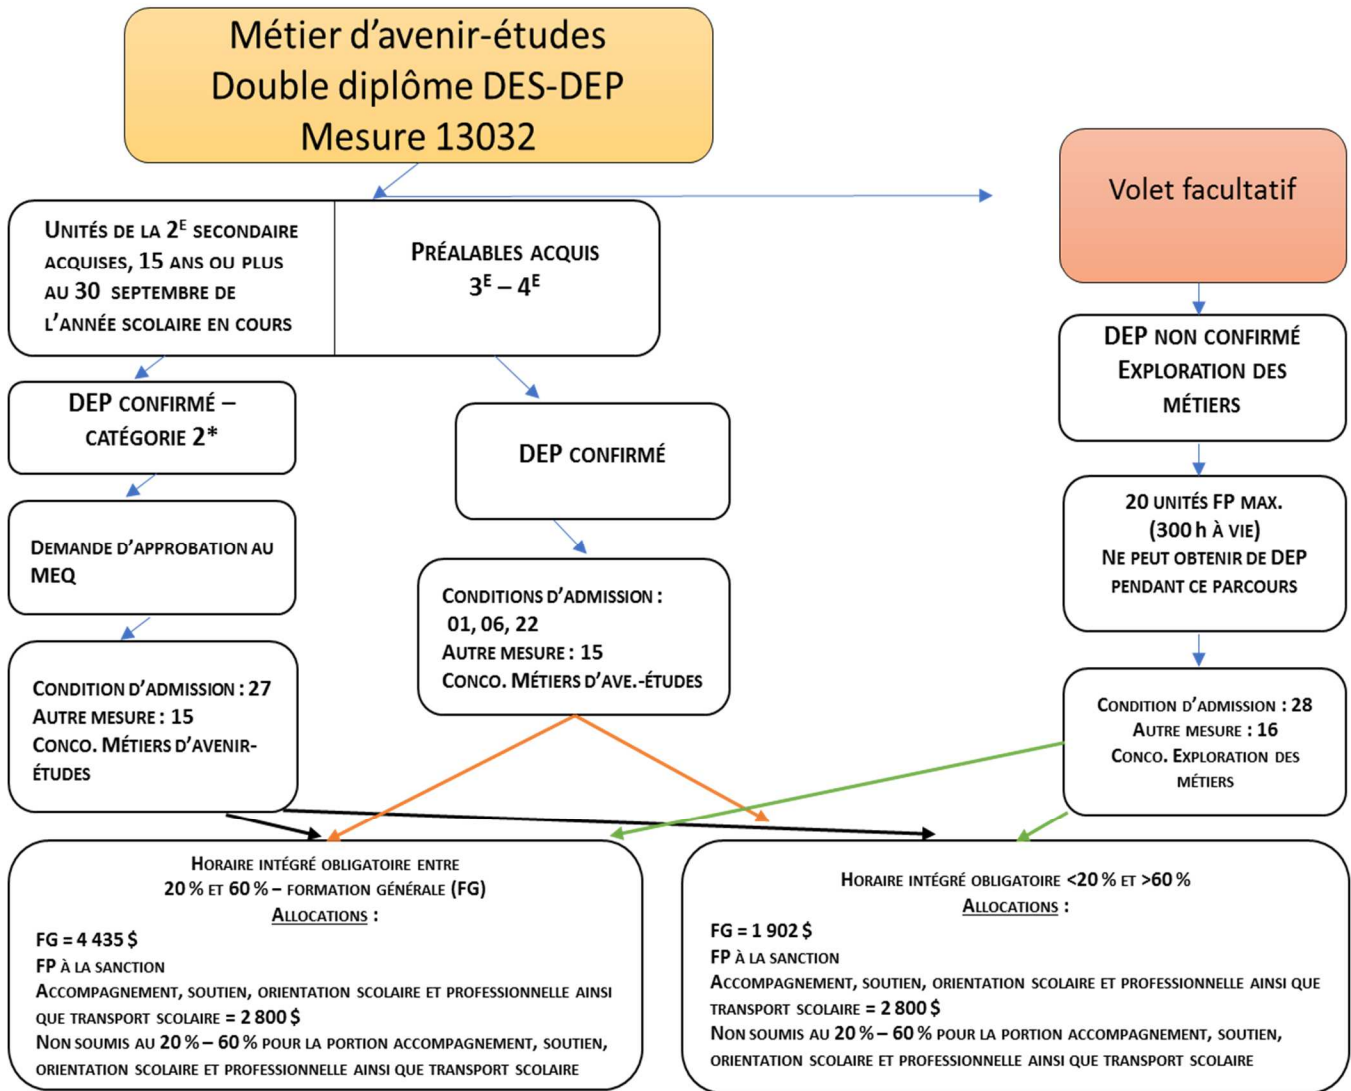 Métier d'avenir-études
Double diplôme DES-DEP
Mesure 13032
Volet facultatif
UNITÉS DE LA 2E SECONDAIRE
ACQUISES, 15 ANS OU PLUS
AU 30 SEPTEMBRE DE
L'ANNÉE SCOLAIRE EN COURS
PRÉALABLES ACQUIS
3E – 4E
DEP NON CONFIRMÉ
EXPLORATION DES
MÉTIERS
DEP CONFIRMÉ –
CATÉGORIE 2*
DEP CONFIRMÉ
20 UNITÉS FP MAX.
(300 H À VIE)
NE PEUT OBTENIR DE DEP
PENDANT CE PARCOURS
DEMANDE D'APPROBATION AU
MEQ
CONDITIONS D'ADMISSION :
01, 06, 22
AUTRE MESURE : 15
CONCO. MÉTIERS D'AVE.-ÉTUDES
CONDITION D'ADMISSION : 27
AUTRE MESURE : 15
CONCO. MÉTIERS D'AVENIR-
ÉTUDES
CONDITION D'ADMISSION : 28
AUTRE MESURE : 16
CONCO. EXPLORATION DES
MÉTIERS
HORAIRE INTÉGRÉ OBLIGATOIRE ENTRE
20 % ET 60 % – FORMATION GÉNÉRALE (FG)
ALLOCATIONS :
FG = 4 435 $
FP À LA SANCTION
ACCOMPAGNEMENT, SOUTIEN, ORIENTATION SCOLAIRE ET PROFESSIONNELLE AINSI
QUE TRANSPORT SCOLAIRE = 2 800 $
NON SOUMIS AU 20 % – 60 % POUR LA PORTION ACCOMPAGNEMENT, SOUTIEN,
ORIENTATION SCOLAIRE ET PROFESSIONNELLE AINSI QUE TRANSPORT SCOLAIRE
HORAIRE INTÉGRÉ OBLIGATOIRE <20 % ET >60 %
ALLOCATIONS :
FG = 1 902 $
FP À LA SANCTION
ACCOMPAGNEMENT, SOUTIEN, ORIENTATION SCOLAIRE ET PROFESSIONNELLE AINSI QUE
TRANSPORT SCOLAIRE = 2 800 $
NON SOUMIS AU 20 % – 60 % POUR LA PORTION ACCOMPAGNEMENT, SOUTIEN,
ORIENTATION SCOLAIRE ET PROFESSIONNELLE AINSI QUE TRANSPORT SCOLAIRE